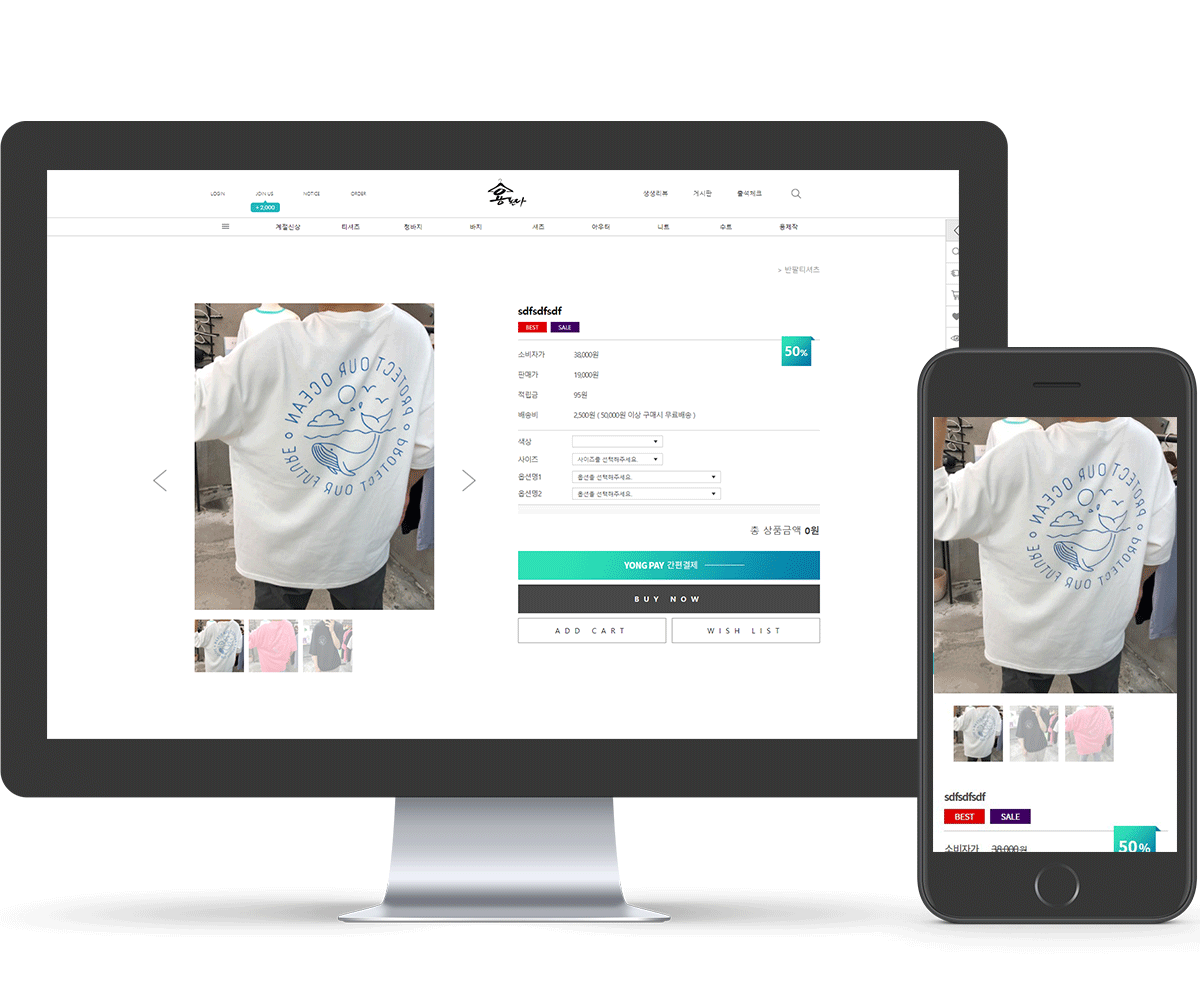 LOGIN JOIN US NOTICE ORDER
+ 2,000
용쓴다
생생리뷰 게시판 출석체크
계절신상 티셔츠 청바지 바지 셔츠 아우터 니트 수트 용제작
> 반팔티셔츠
sdfsdfsdf
BEST SALE
50%
소비자가 38,000원
판매가 19,000원
적립금 95원
배송비 2,500원 ( 50,000원 이상 구매시 무료배송 )
색상
사이즈 사이즈를 선택해주세요.
옵션명1 옵션을 선택해주세요.
옵션명2 옵션을 선택해주세요.
총 상품금액 0원
YONG PAY 간편결제
BUY NOW
ADD CART WISH LIST
PROTECT OUR OCEAN
PROTECT OUR FUTURE
PROTECT OUR OCEAN
PROTECT OUR FUTURE
sdfsdfsdf
BEST SALE
50%
소비자가 38,000원